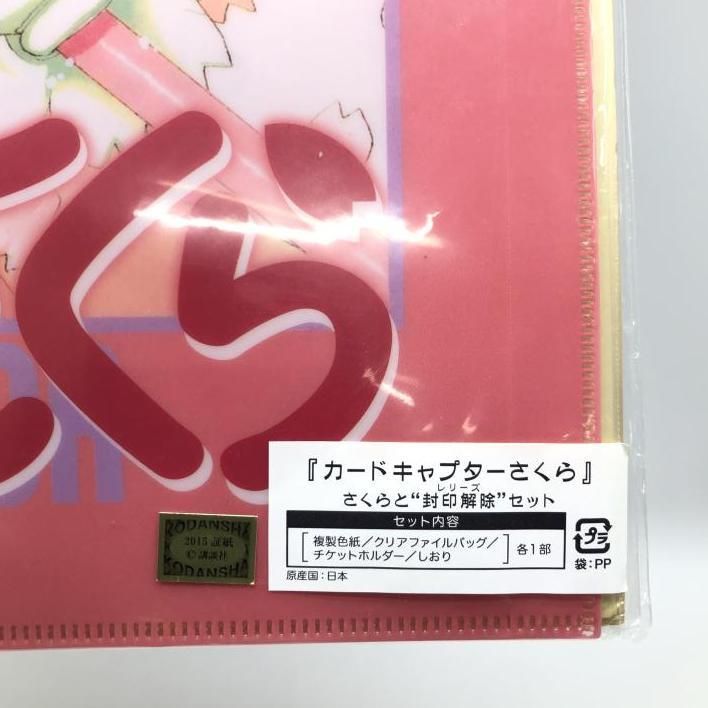 くら
on
『カードキャプターさくら』
レリーズ
さくらと“封印解除”セット
セット内容
複製色紙／クリアファイルバッグ／
チケットホルダー／しおり
各1部
原産国：日本
プラ
袋：PP
KODANSHA
2015 証紙
©講談社
KODANSHA